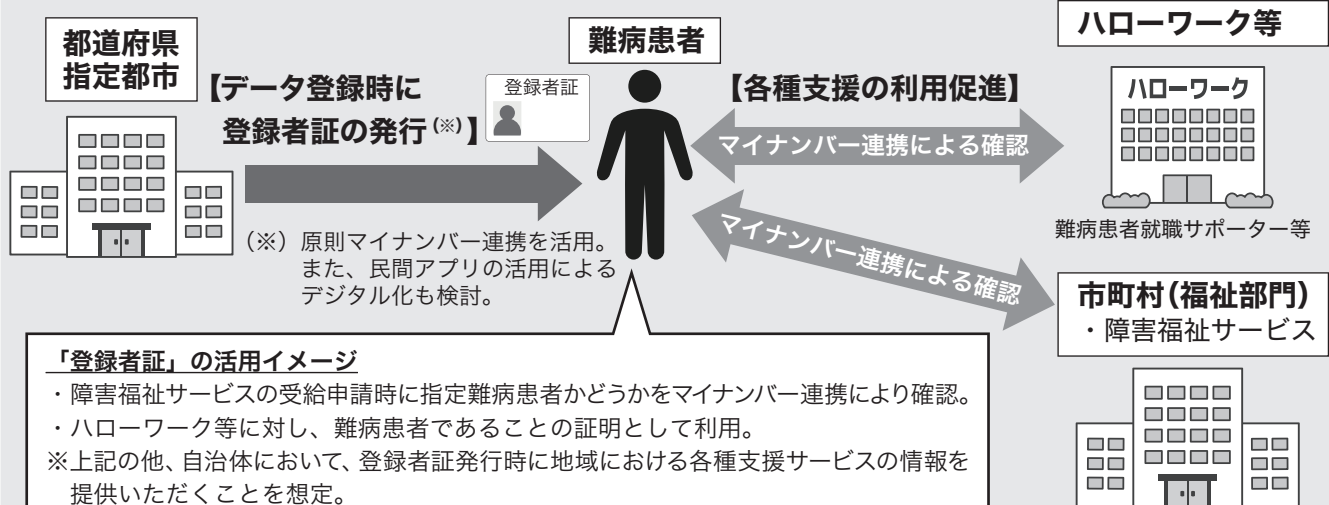 都道府県
指定都市
【データ登録時に
登録者証の発行(※)】
登録者証
難病患者
【各種支援の利用促進】
マイナンバー連携による確認
マイナンバー連携による確認
ハローワーク等
ハローワーク
難病患者就職サポーター等
市町村(福祉部門)
・障害福祉サービス
(※)原則マイナンバー連携を活用。
また、民間アプリの活用による
デジタル化も検討。
「登録者証」の活用イメージ
・障害福祉サービスの受給申請時に指定難病患者かどうかをマイナンバー連携により確認。
・ハローワーク等に対し、難病患者であることの証明として利用。
※上記の他、自治体において、登録者証発行時に地域における各種支援サービスの情報を
提供いただくことを想定。